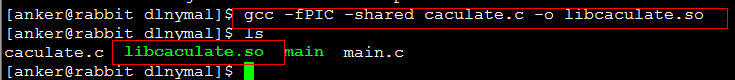 [anker@rabbit dlnymal]$ gcc -fPIC -shared caculate.c -o libcaculate.so
[anker@rabbit dlnymal]$ ls
caculate.c libcaculate.so main main.c
[anker@rabbit dlnymal]$